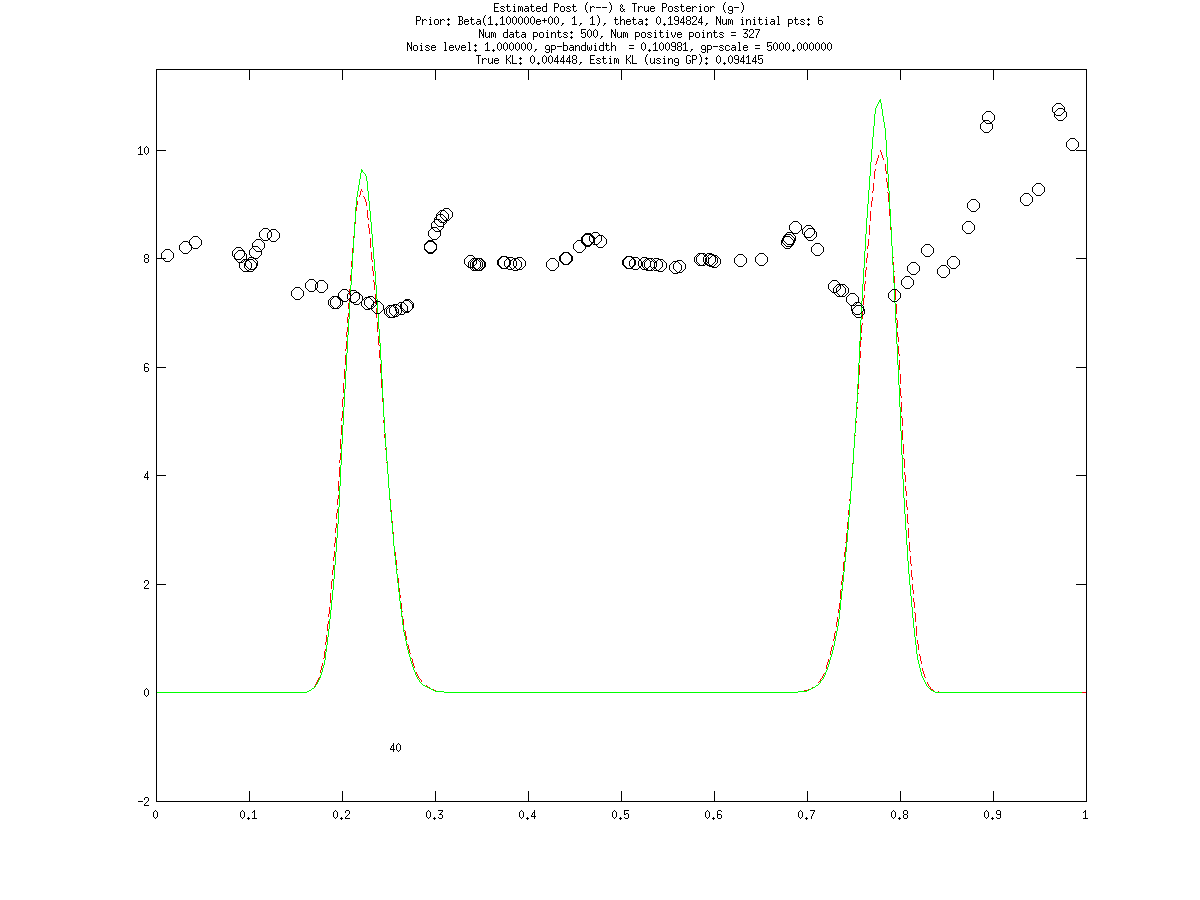 Estimated Post (r--) & True Posterior (g-)
Prior: Beta(1.100000e+00, 1, 1), theta: 0.194824, Num initial pts: 6
Num data points: 500, Num positive points = 327
Noise level: 1.000000, gp-bandwidth  = 0.100981, gp-scale = 5000.000000
True KL: 0.004448, Estim KL (using GP): 0.094145
10
8
6
4
2
0
40
-2
0 0.1 0.2 0.3 0.4 0.5 0.6 0.7 0.8 0.9 1